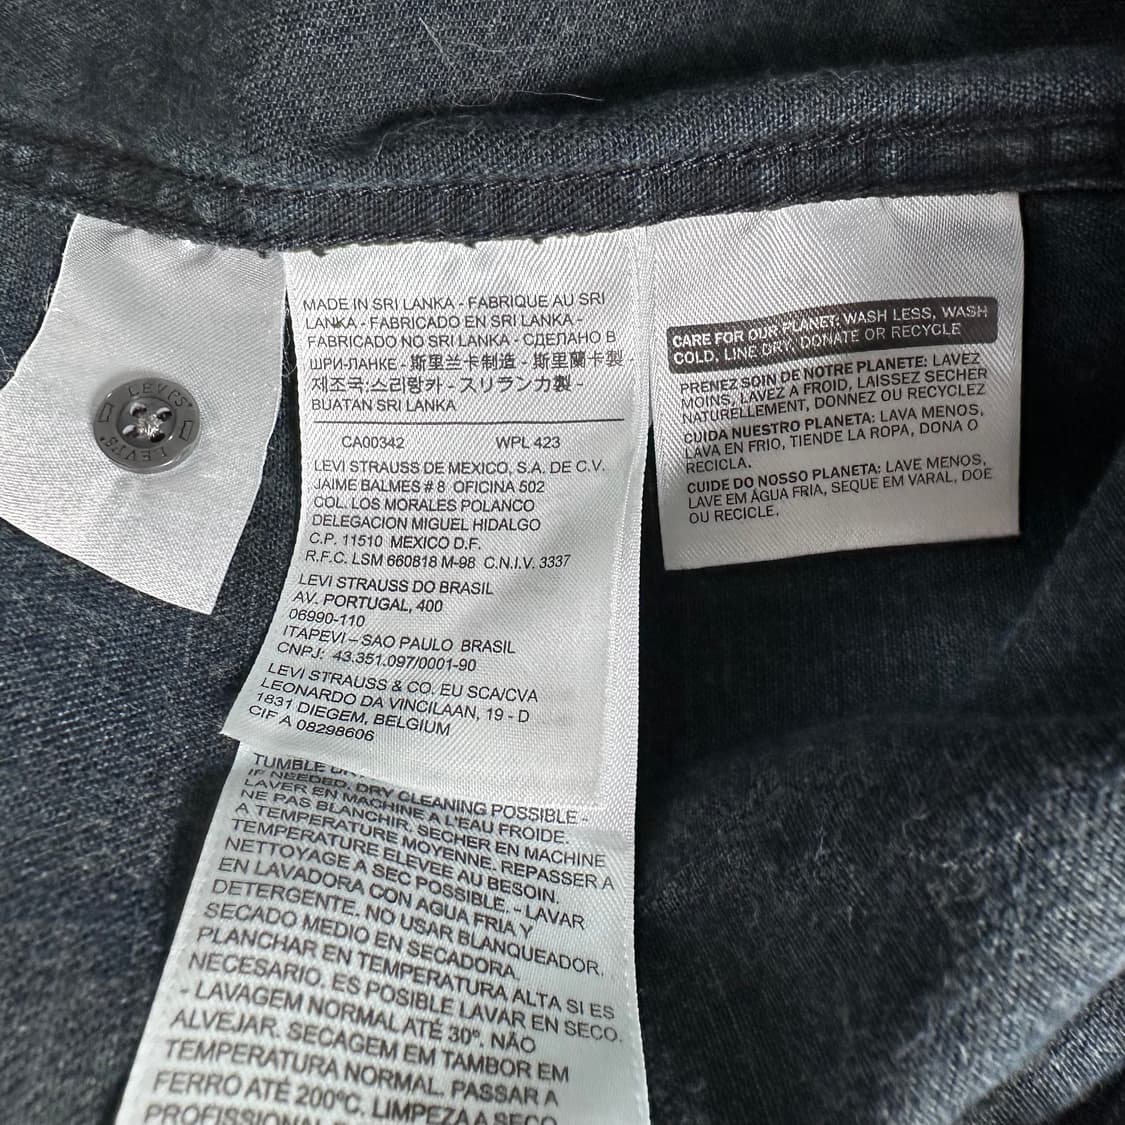 LEVI'S
LEVI'S
MADE IN SRI LANKA - FABRIQUE AU SRI
LANKA - FABRICADO EN SRI LANKA -
FABRICADO NO SRI LANKA - СДЕЛАНО В
ШРИ-ЛАНКЕ - 斯里兰卡制造 - 斯里蘭卡製 -
제조국:스리랑카 - スリランカ製 -
BUATAN SRI LANKA
CA00342 WPL 423
LEVI STRAUSS DE MEXICO, S.A. DE C.V.
JAIME BALMES # 8 OFICINA 502
COL. LOS MORALES POLANCO
DELEGACION MIGUEL HIDALGO
C.P. 11510 MEXICO D.F.
R.F.C. LSM 660818 M-98 C.N.I.V. 3337
LEVI STRAUSS DO BRASIL
AV. PORTUGAL, 400
06990-110
ITAPEVI – SAO PAULO BRASIL
CNPJ: 43.351.097/0001-90
LEVI STRAUSS & CO. EU SCA/CVA
LEONARDO DA VINCILAAN, 19 - D
1831 DIEGEM, BELGIUM
CIF A 08298606
TUMBLE
IF NEEDED. DRY CLEANING POSSIBLE -
LAVER EN MACHINE A L'EAU FROIDE.
NE PAS BLANCHIR. SECHER EN MACHINE
A TEMPERATURE MOYENNE. REPASSER A
TEMPERATURE ELEVEE AU BESOIN.
NETTOYAGE A SEC POSSIBLE. - LAVAR
EN LAVADORA CON AGUA FRIA Y
DETERGENTE. NO USAR BLANQUEADOR.
SECADO MEDIO EN SECADORA.
PLANCHAR EN TEMPERATURA ALTA SI ES
NECESARIO. ES POSIBLE LAVAR EN SECO.
- LAVAGEM NORMAL ATÉ 30º. NÃO
ALVEJAR. SECAGEM EM TAMBOR EM
TEMPERATURA NORMAL. PASSAR A
FERRO ATÉ 200ºC. LIMPEZA A SECO
PROFISSIONAL
CARE FOR OUR PLANET: WASH LESS, WASH
COLD, LINE DRY, DONATE OR RECYCLE
PRENEZ SOIN DE NOTRE PLANETE: LAVEZ
MOINS, LAVEZ A FROID, LAISSEZ SECHER
NATURELLEMENT, DONNEZ OU RECYCLEZ
CUIDA NUESTRO PLANETA: LAVA MENOS,
LAVA EN FRIO, TIENDE LA ROPA, DONA O
RECICLA.
CUIDE DO NOSSO PLANETA: LAVE MENOS,
LAVE EM ÁGUA FRIA, SEQUE EM VARAL, DOE
OU RECICLE.